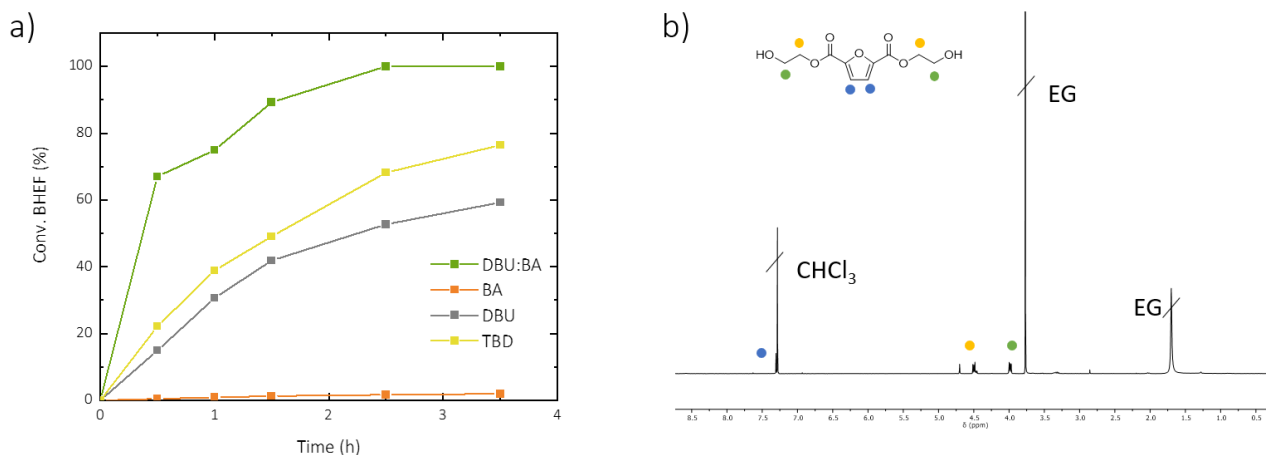 a)
Conv. BHEF (%)
100
80
60
40
20
0
0 1 2 3 4
Time (h)
DBU:BA
BA
DBU
TBD
b)
HO O O O O O OH
EG
CHCl3
EG
8.5 8.0 7.5 7.0 6.5 6.0 5.5 5.0 4.5 4.0 3.5 3.0 2.5 2.0 1.5 1.0 0.5
δ (ppm)